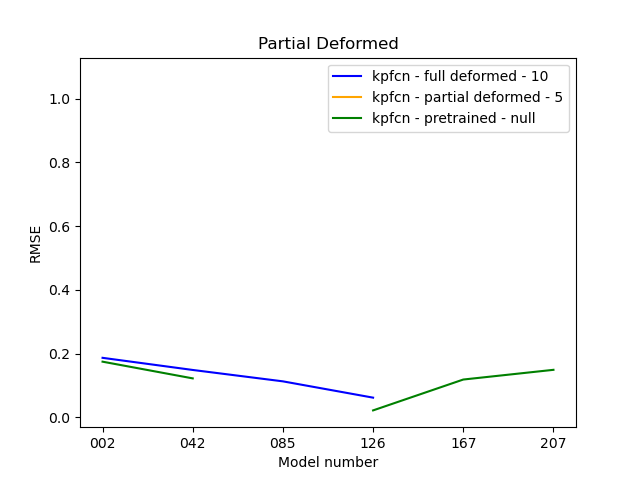 Partial Deformed
kpfcn - full deformed - 10
kpfcn - partial deformed - 5
kpfcn - pretrained - null
RMSE
1.0
0.8
0.6
0.4
0.2
0.0
002 042 085 126 167 207
Model number